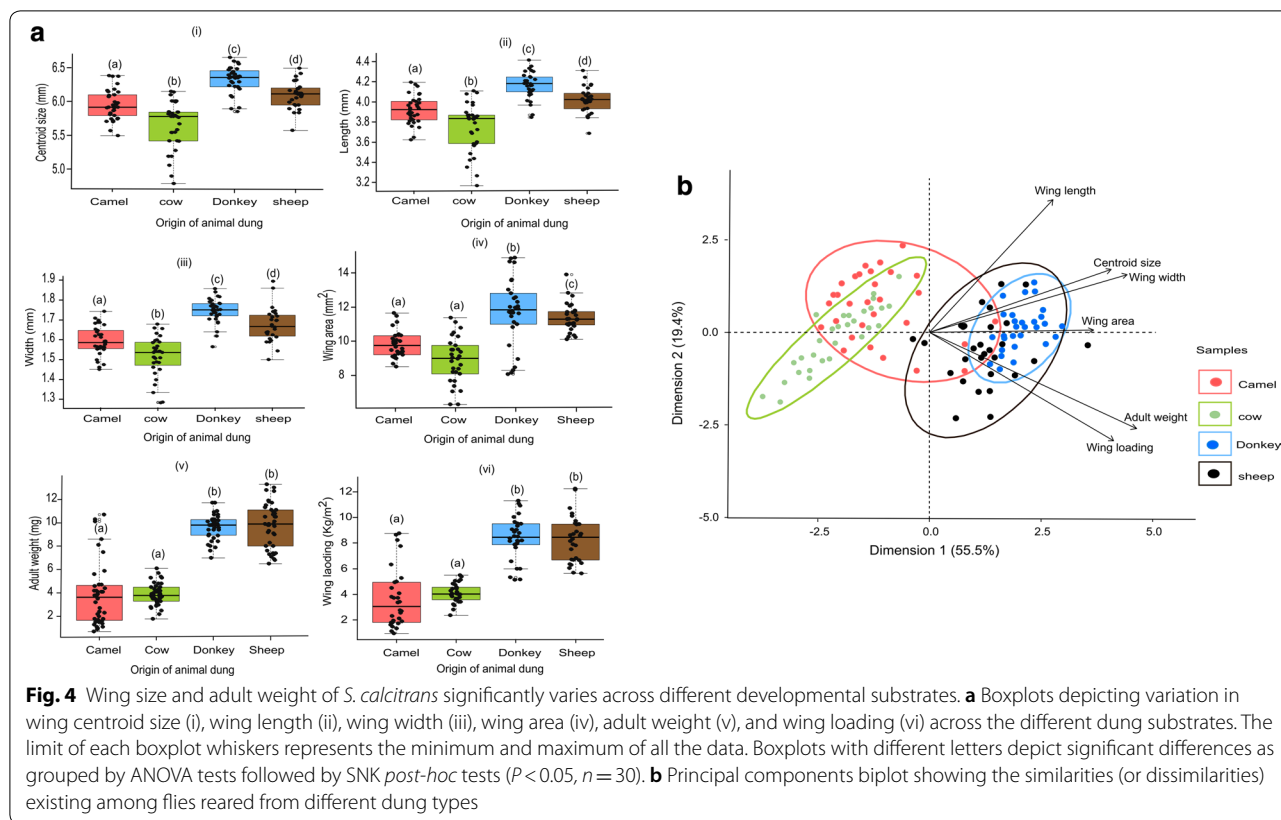 a
(i)
(a)
(b)
(c)
(d)
Centroid size (mm)
6.5
6.0
5.5
5.0
Camel cow Donkey sheep
Origin of animal dung
(ii)
(a)
(b)
(c)
(d)
Length (mm)
4.4
4.2
4.0
3.8
3.6
3.4
3.2
Camel cow Donkey sheep
Origin of animal dung
(iii)
(a)
(b)
(c)
(d)
Width (mm)
1.9
1.8
1.7
1.6
1.5
1.4
1.3
Camel cow Donkey sheep
Origin of animal dung
(iv)
(a)
(a)
(b)
(c)
Wing area (mm²)
14
12
10
8
Camel cow Donkey Sheep
Origin of animal dung
(v)
(a)
(a)
(b)
(b)
Adult weight (mg)
12
10
8
6
4
2
Camel Cow Donkey Sheep
Origin of animal dung
(vi)
(a)
(a)
(b)
(b)
Wing laoding (Kg/m²)
12
10
8
6
4
2
Camel Cow Donkey Sheep
Origin of animal dung
b
Dimension 2 (19.4%)
2.5
0.0
-2.5
-5.0
-2.5 0.0 2.5 5.0
Dimension 1 (55.5%)
Wing length
Centroid size
Wing width
Wing area
Adult weight
Wing loading
Samples
Camel
cow
Donkey
sheep
Fig. 4 Wing size and adult weight of S. calcitrans significantly varies across different developmental substrates. a Boxplots depicting variation in
wing centroid size (i), wing length (ii), wing width (iii), wing area (iv), adult weight (v), and wing loading (vi) across the different dung substrates. The
limit of each boxplot whiskers represents the minimum and maximum of all the data. Boxplots with different letters depict significant differences as
grouped by ANOVA tests followed by SNK post-hoc tests (P < 0.05, n = 30). b Principal components biplot showing the similarities (or dissimilarities)
existing among flies reared from different dung types